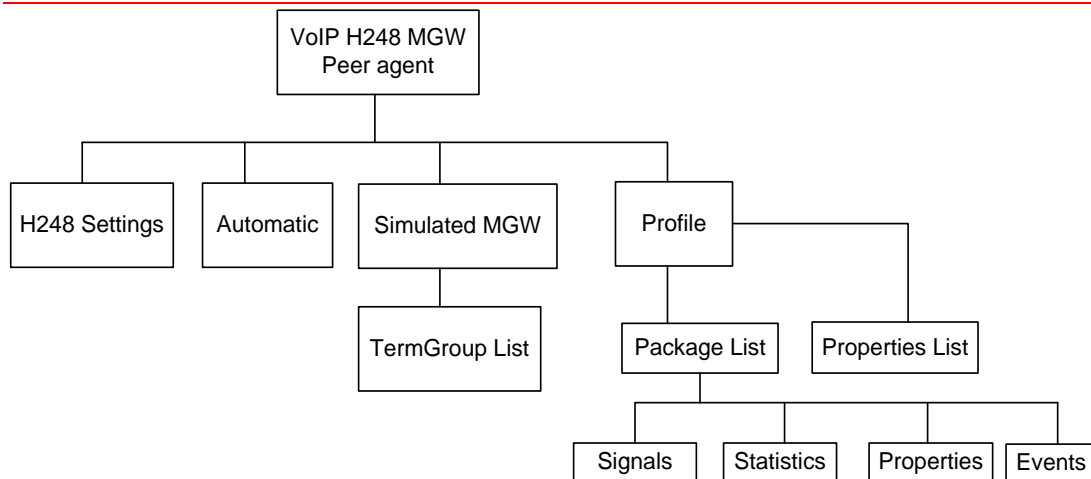 VoIP H248 MGW
Peer agent
H248 Settings
Automatic
Simulated MGW
Profile
TermGroup List
Package List
Properties List
Signals
Statistics
Properties
Events